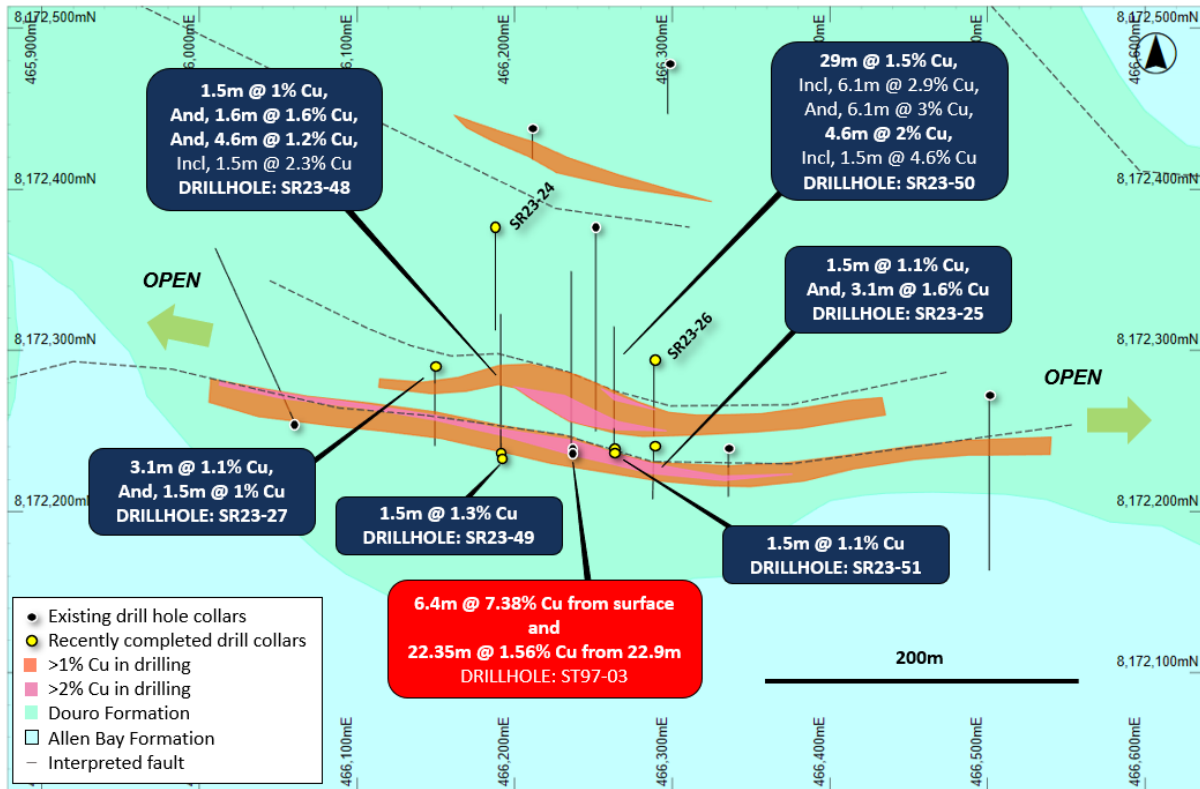 8,172,500mN
8,172,500mN
465,900mE
466,000mE
466,100mE
466,200mE
466,300mE
466,600mE
1.5m @ 1% Cu,
And, 1.6m @ 1.6% Cu,
And, 4.6m @ 1.2% Cu,
Incl, 1.5m @ 2.3% Cu
DRILLHOLE: SR23-48
29m @ 1.5% Cu,
Incl, 6.1m @ 2.9% Cu,
And, 6.1m @ 3% Cu,
4.6m @ 2% Cu,
Incl, 1.5m @ 4.6% Cu
DRILLHOLE: SR23-50
8,172,400mN
8,172,400mN
SR23-24
OPEN
1.5m @ 1.1% Cu,
And, 3.1m @ 1.6% Cu
DRILLHOLE: SR23-25
SR23-26
8,172,300mN
8,172,300mN
OPEN
3.1m @ 1.1% Cu,
And, 1.5m @ 1% Cu
DRILLHOLE: SR23-27
8,172,200mN
8,172,200mN
1.5m @ 1.3% Cu
DRILLHOLE: SR23-49
1.5m @ 1.1% Cu
DRILLHOLE: SR23-51
6.4m @ 7.38% Cu from surface
and
22.35m @ 1.56% Cu from 22.9m
DRILLHOLE: ST97-03
Existing drill hole collars
Recently completed drill collars
>1% Cu in drilling
>2% Cu in drilling
Douro Formation
Allen Bay Formation
Interpreted fault
200m
8,172,100mN
466,100mE
466,200mE
466,300mE
466,400mE
466,500mE
466,600mE